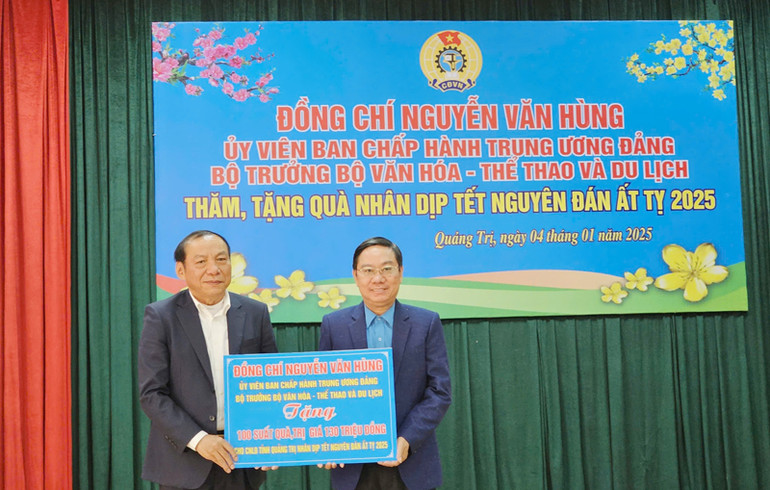 CĐVN
ĐỒNG CHÍ NGUYỄN VĂN HÙNG
ỦY VIÊN BAN CHẤP HÀNH TRUNG ƯƠNG ĐẢNG
BỘ TRƯỞNG BỘ VĂN HÓA - THỂ THAO VÀ DU LỊCH
THĂM, TẶNG QUÀ NHÂN DỊP TẾT NGUYÊN ĐÁN ẤT TỴ 2025
Quảng Trị, ngày 04 tháng 01 năm 2025
ĐỒNG CHÍ NGUYỄN VĂN HÙNG
ỦY VIÊN BAN CHẤP HÀNH TRUNG ƯƠNG ĐẢNG
BỘ TRƯỞNG BỘ VĂN HÓA - THỂ THAO VÀ DU LỊCH
Tặng
100 SUẤT QUÀ,TRỊ GIÁ 130 TRIỆU ĐỒNG
CHO CNLĐ TỈNH QUẢNG TRỊ NHÂN DỊP TẾT NGUYÊN ĐÁN ẤT TỴ 2025